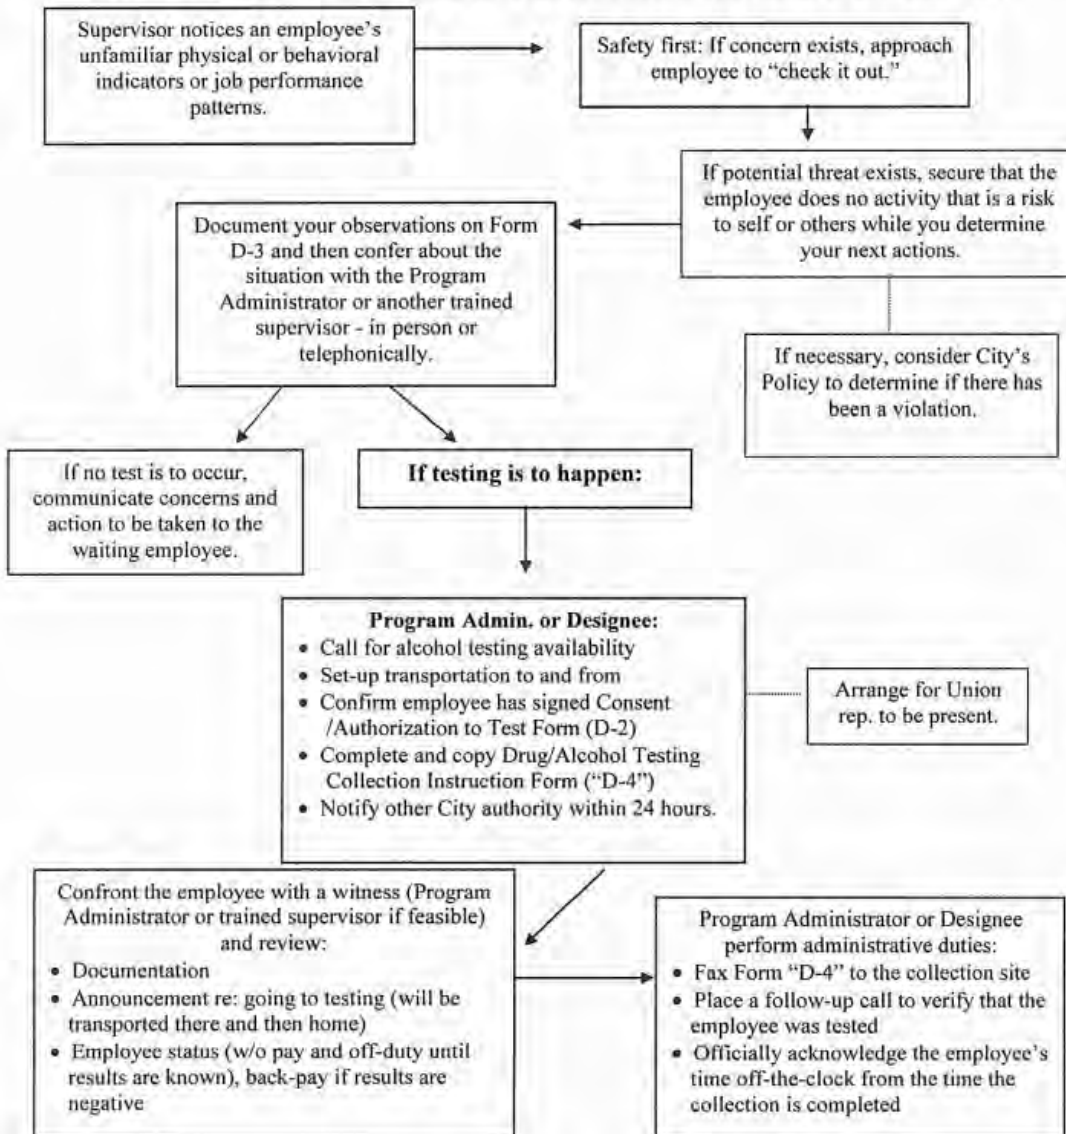 Supervisor notices an employee's
unfamiliar physical or behavioral
indicators or job performance
patterns.
Safety first: If concern exists, approach
employee to "check it out."
If potential threat exists, secure that the
employee does no activity that is a risk
to self or others while you determine
your next actions.
Document your observations on Form
D-3 and then confer about the
situation with the Program
Administrator or another trained
supervisor - in person or
telephonically.
If necessary, consider City's
Policy to determine if there has
been a violation.
If no test is to occur,
communicate concerns and
action to be taken to the
waiting employee.
If testing is to happen:
Program Admin. or Designee:
• Call for alcohol testing availability
• Set-up transportation to and from
• Confirm employee has signed Consent
/Authorization to Test Form (D-2)
• Complete and copy Drug/Alcohol Testing
Collection Instruction Form ("D-4")
• Notify other City authority within 24 hours.
Arrange for Union
rep. to be present.
Confront the employee with a witness (Program
Administrator or trained supervisor if feasible)
and review:
• Documentation
• Announcement re: going to testing (will be
transported there and then home)
• Employee status (w/o pay and off-duty until
results are known), back-pay if results are
negative
Program Administrator or Designee
perform administrative duties:
• Fax Form "D-4" to the collection site
• Place a follow-up call to verify that the
employee was tested
• Officially acknowledge the employee's
time off-the-clock from the time the
collection is completed